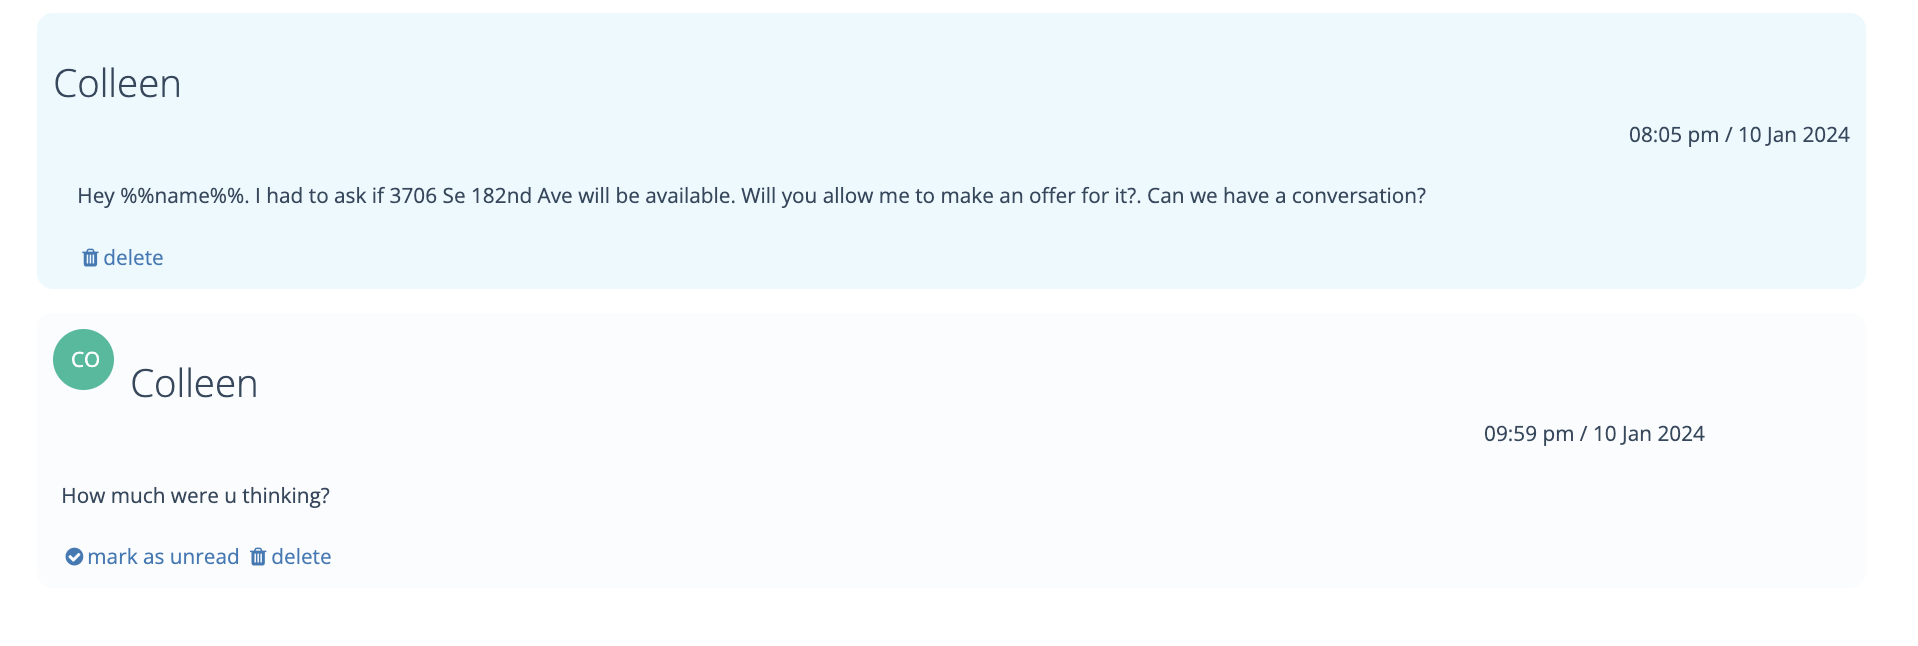 Colleen
08:05 pm / 10 Jan 2024
Hey %%name%%. I had to ask if 3706 Se 182nd Ave will be available. Will you allow me to make an offer for it?. Can we have a conversation?
delete
CO
Colleen
09:59 pm / 10 Jan 2024
How much were u thinking?
mark as unread delete